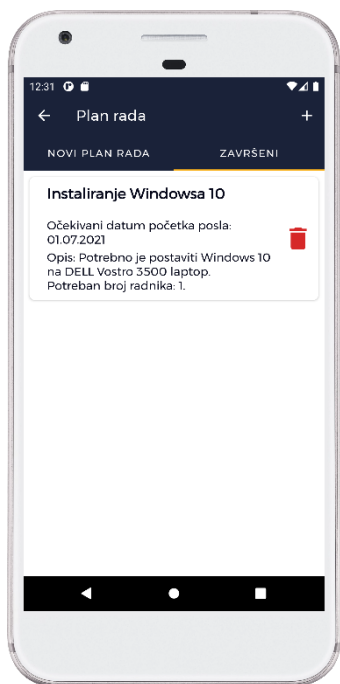 12:31
Plan rada
NOVI PLAN RADA
ZAVRŠENI
Instaliranje Windowsa 10
Očekivani datum početka posla:
01.07.2021
Opis: Potrebno je postaviti Windows 10
na DELL Vostro 3500 laptop.
Potreban broj radnika: 1.